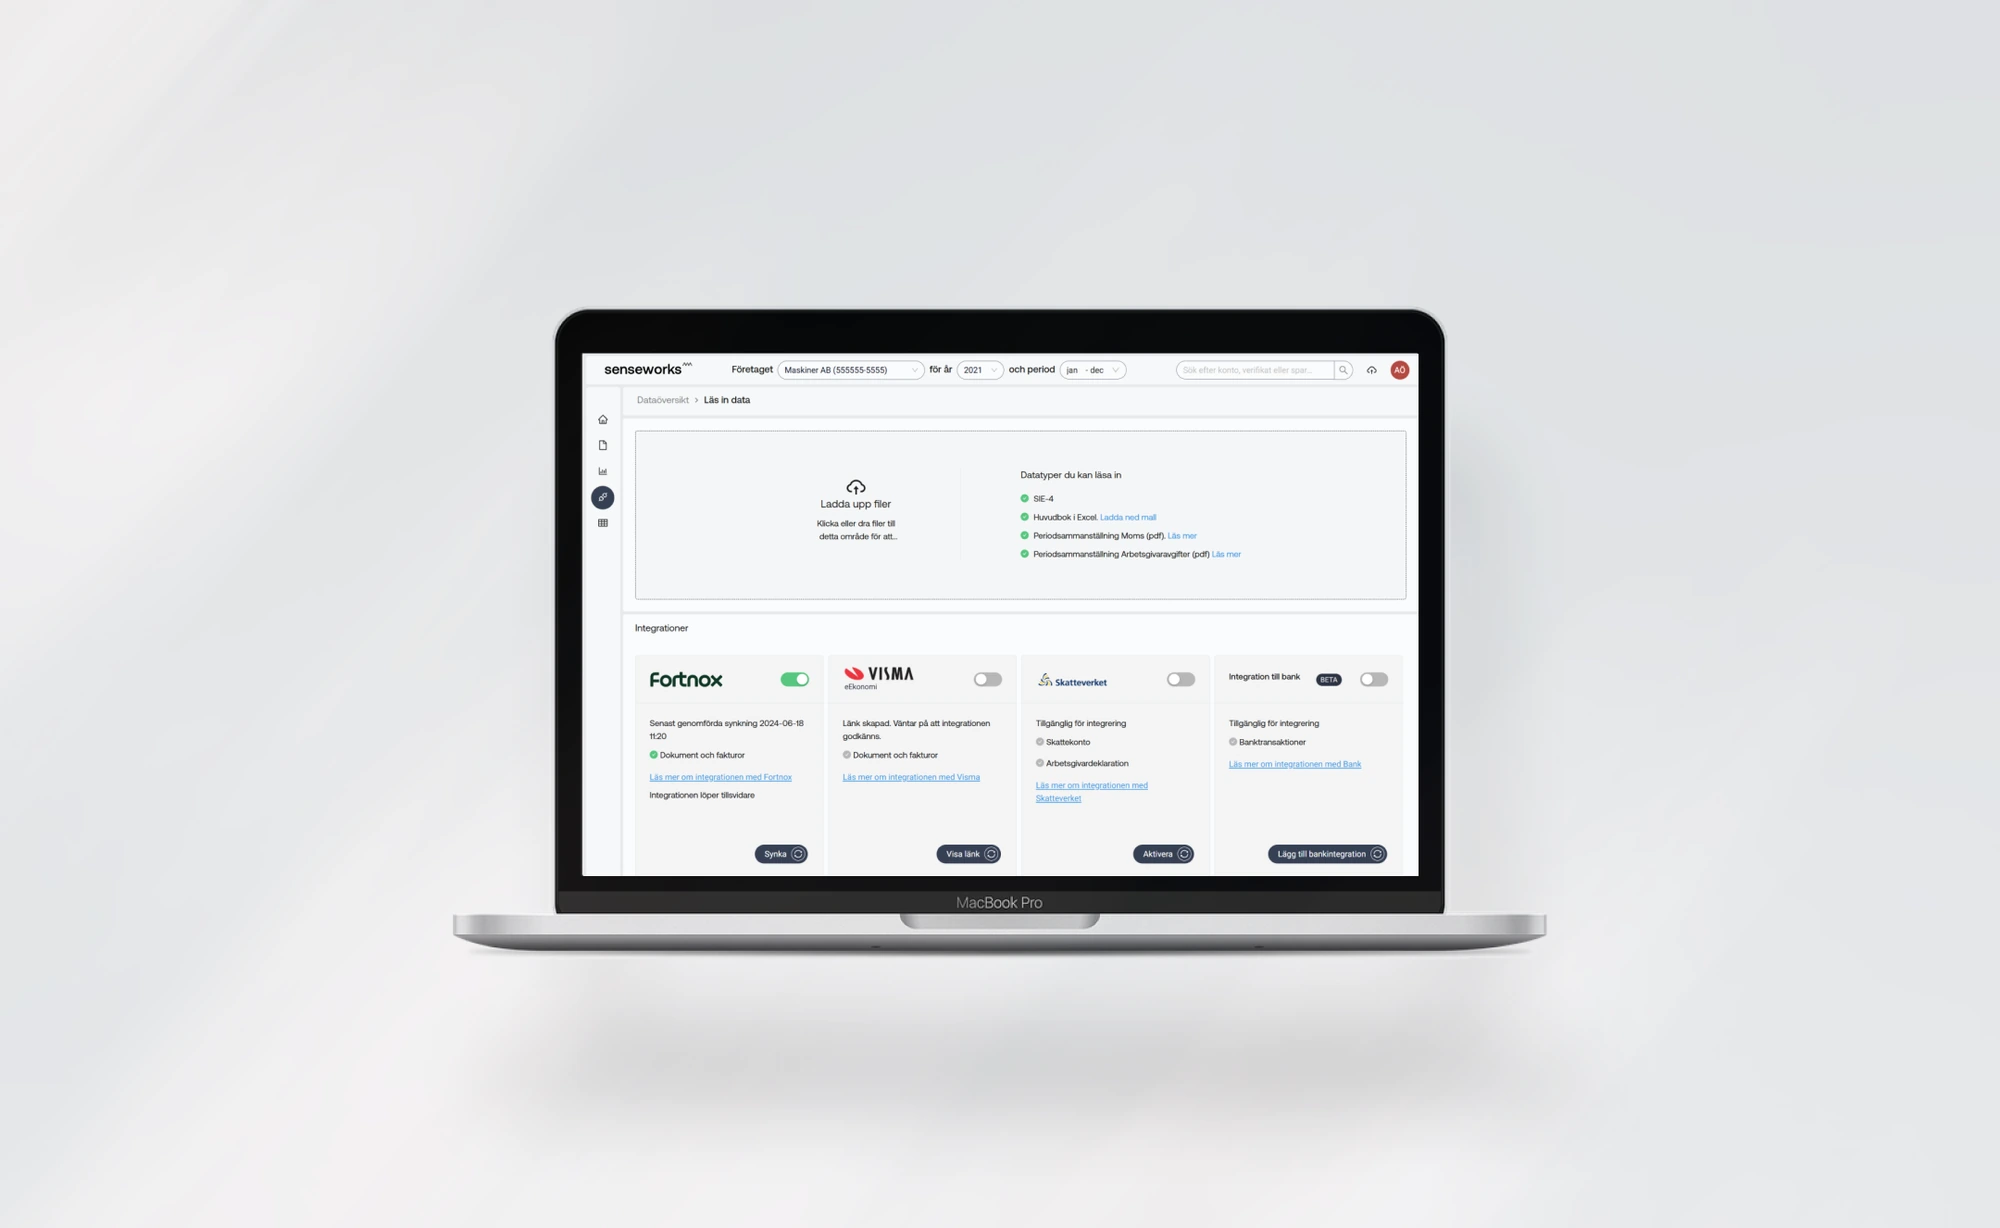 senseworks
Företaget Maskiner AB (555555-5555) för år 2021 och period jan - dec
Sök efter konto, verifikat eller spar...
AÖ
Dataöversikt > Läs in data
Ladda upp filer
Klicka eller dra filer till
detta område för att...
Datatyper du kan läsa in
SIE-4
Huvudbok i Excel. Ladda ned mall
Periodsammanställning Moms (pdf). Läs mer
Periodsammanställning Arbetsgivaravgifter (pdf) Läs mer
Integrationer
Fortnox
Senast genomförda synkning 2024-06-18
11:20
Dokument och fakturor
Läs mer om integrationen med Fortnox
Integrationen löper tillsvidare
Synka
VISMA
eEkonomi
Länk skapad. Väntar på att integrationen
godkänns.
Dokument och fakturor
Läs mer om integrationen med Visma
Visa länk
Skatteverket
Tillgänglig för integrering
Skattekonto
Arbetsgivardeklaration
Läs mer om integrationen med
Skatteverket
Aktivera
Integration till bank BETA
Tillgänglig för integrering
Banktransaktioner
Läs mer om integrationen med Bank
Lägg till bankintegration
MacBook Pro